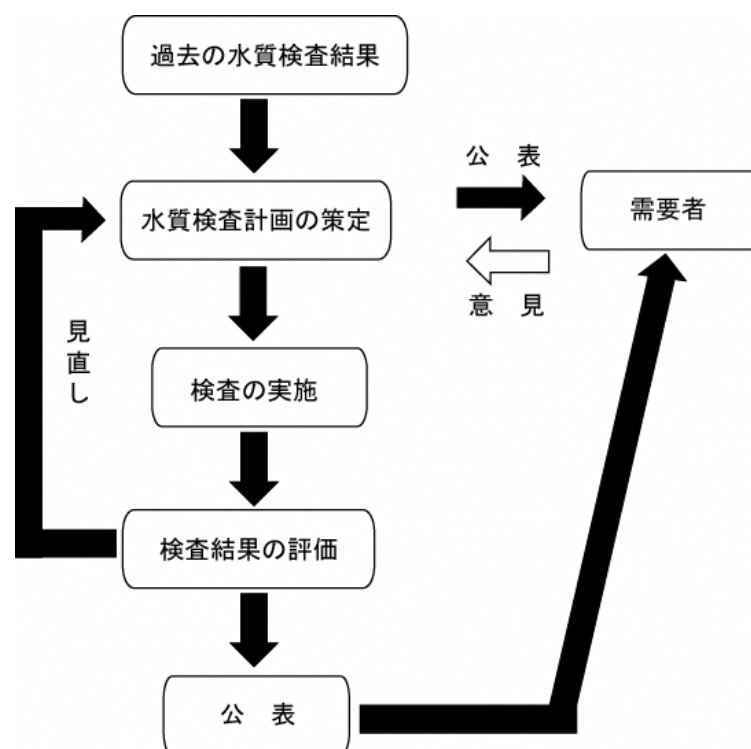 過去の水質検査結果
公　表
水質検査計画の策定
需要者
意　見
見直し
検査の実施
検査結果の評価
公　表